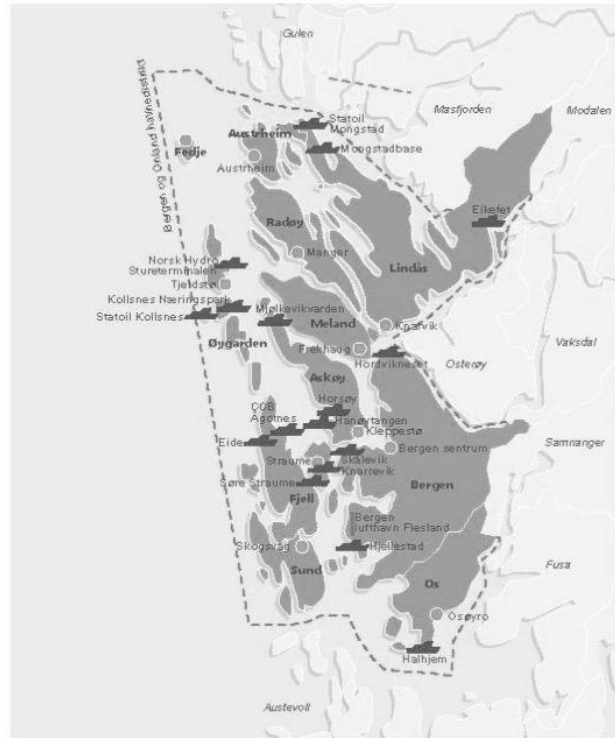 Gulen
Bergen og Omland havnedistrikt
Masfjorden
Modalen
Statoil
Mongstad
Austrheim
Mongstadbase
Fedje
Austrheim
Eikefet
Radøy
Manger
Lindås
Norsk Hydro
Stureterminalen
Tjeldstø
Kollsnes Næringspark
Mjølkevikvarden
Statoil Kollsnes
Meland
Knarvik
Øygarden
Frekhaug
Hordvikneset
Osterøy
Vaksdal
Askøy
Horsøy
CCB
Ågotnes
Hanøytangen
Kleppestø
Eide
Bergen sentrum
Samnanger
Straume
Skålevik
Knarrevik
Søre Straume
Fjell
Bergen
Bergen
lufthavn Flesland
Skogsvåg
Hjellestad
Sund
Os
Fusa
Osøyro
Halhjem
Austevoll